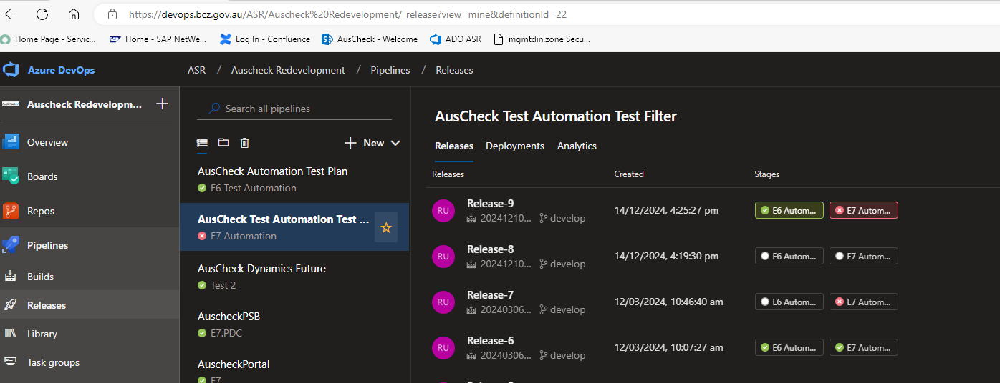 https://devops.bcz.gov.au/ASR/Auscheck%20Redevelopment/_release?view=mine&definitionId=22
Home Page - Servic...
Home - SAP NetWe...
Log In - Confluence
AusCheck - Welcome
ADO ASR
mgmtdin.zone Secu...
Azure DevOps
ASR / Auscheck Redevelopment / Pipelines / Releases
Auscheck Redevelopm...
Overview
Boards
Repos
Pipelines
Builds
Releases
Library
Task groups
Search all pipelines
New
AusCheck Automation Test Plan
E6 Test Automation
AusCheck Test Automation Test ...
E7 Automation
AusCheck Dynamics Future
Test 2
AuscheckPSB
E7.PDC
AuscheckPortal
E7
AusCheck Test Automation Test Filter
Releases Deployments Analytics
Releases Created Stages
RU Release-9 14/12/2024, 4:25:27 pm E6 Autom... E7 Autom...
20241210... develop
RU Release-8 14/12/2024, 4:19:30 pm E6 Autom... E7 Autom...
20241210... develop
RU Release-7 12/03/2024, 10:46:40 am E6 Autom... E7 Autom...
20240306... develop
RU Release-6 12/03/2024, 10:07:27 am E6 Autom... E7 Autom...
20240306... develop